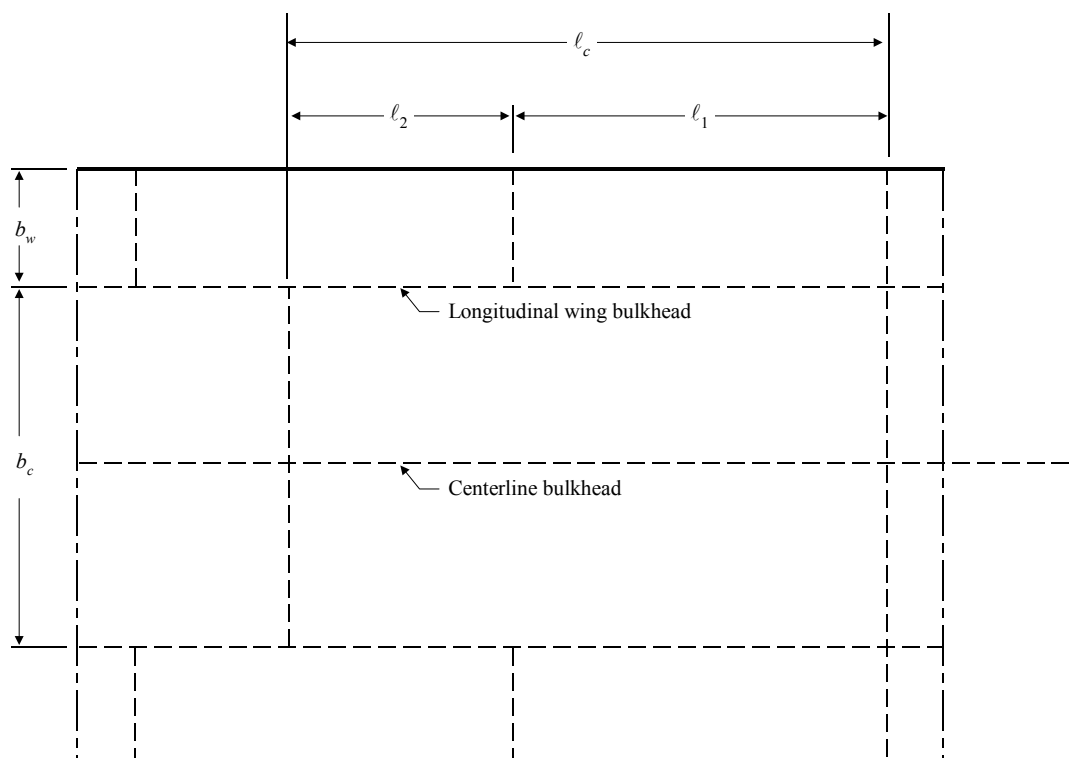 ℓc
ℓ2
ℓ1
bw
Longitudinal wing bulkhead
bc
Centerline bulkhead